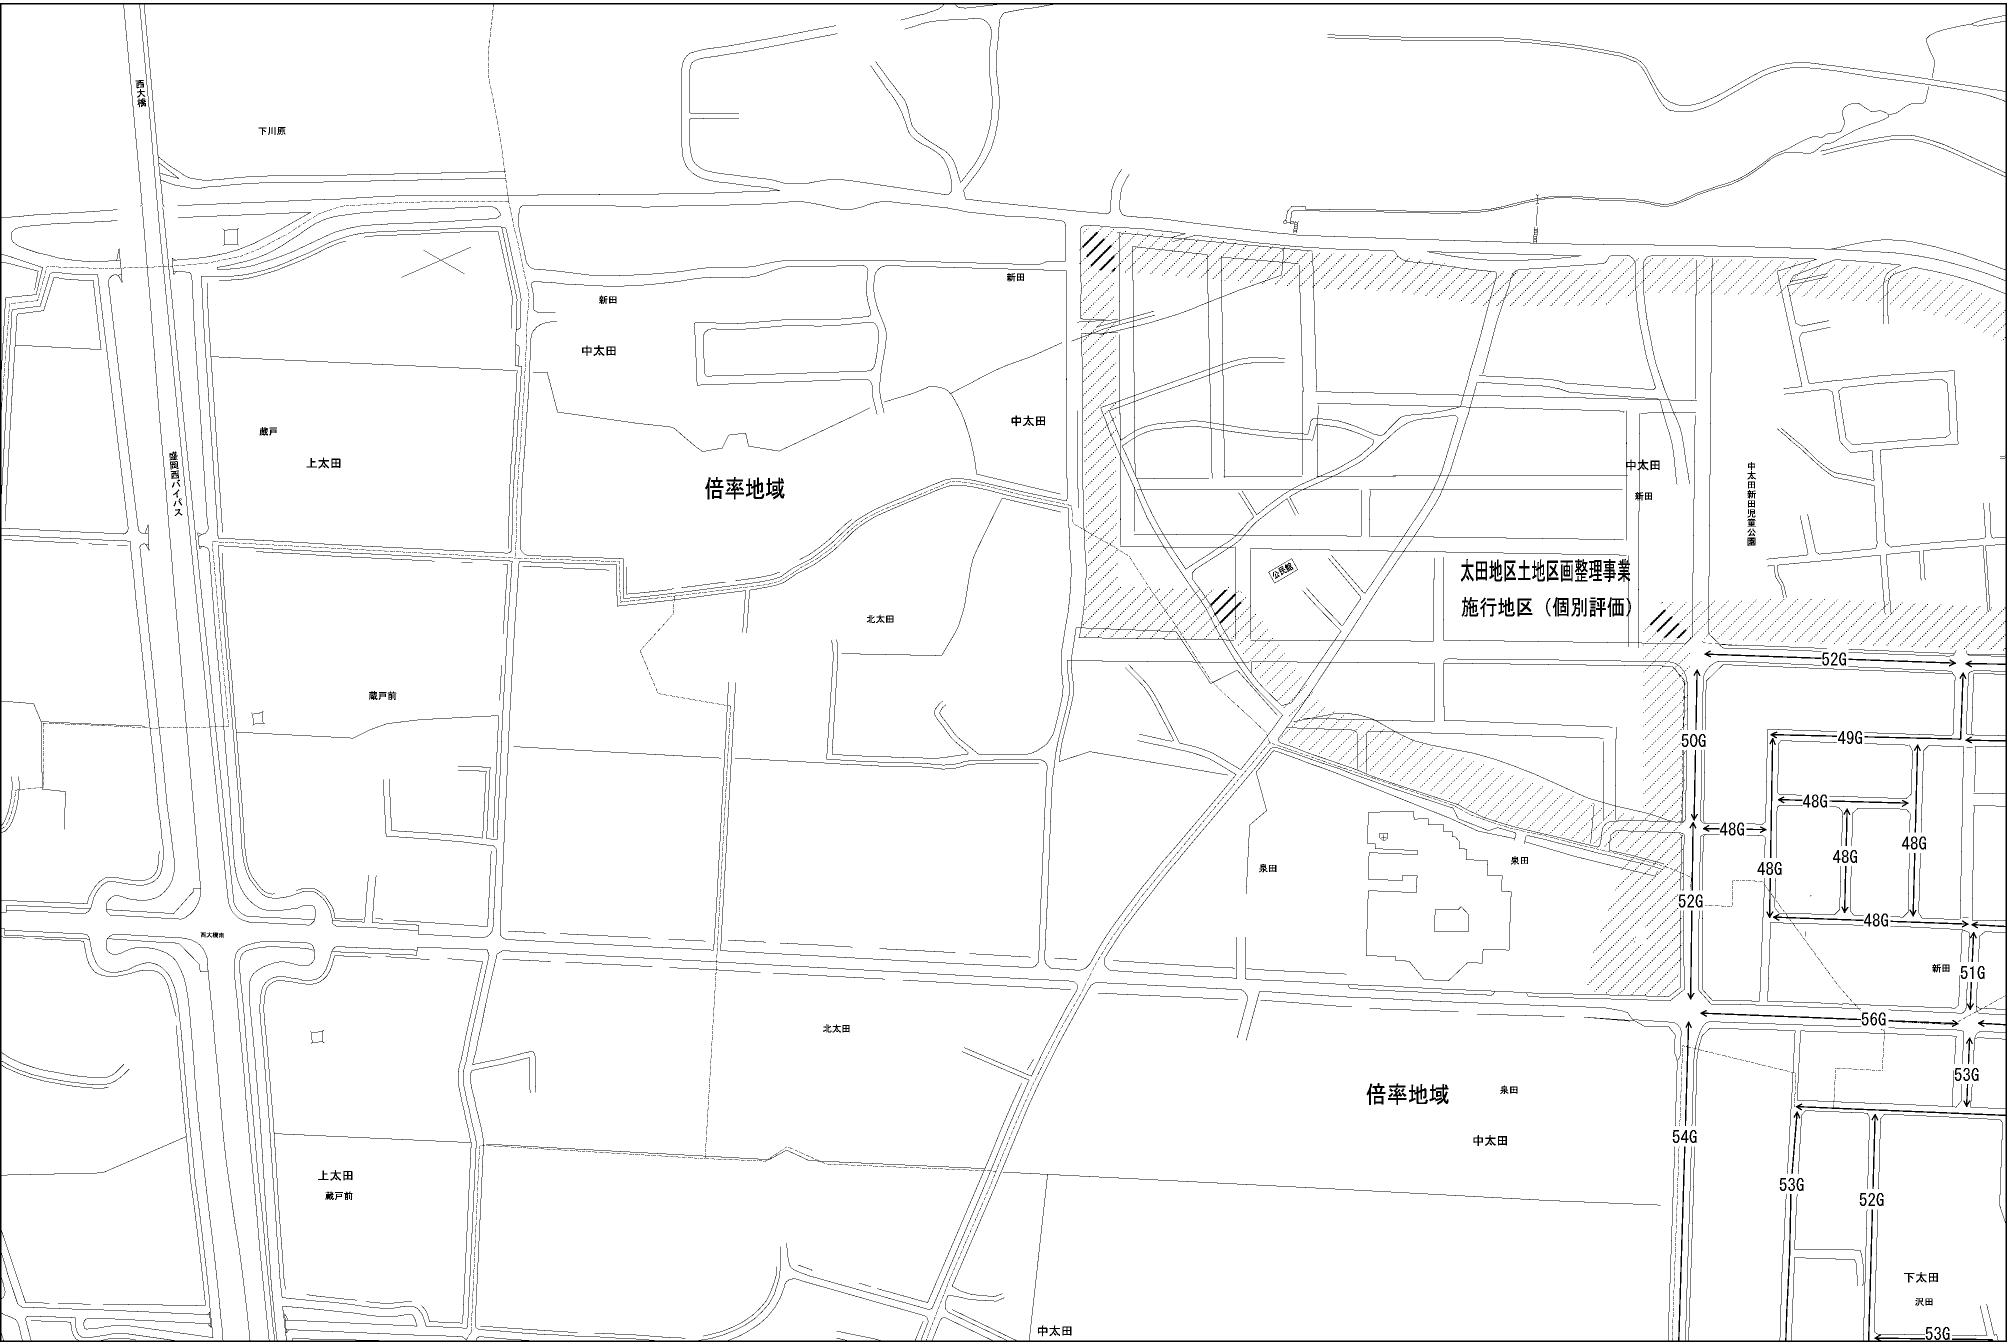 西大橋
下川原
新田
新田
中太田
中太田
蔵戸
上太田
盛岡西バイパス
倍率地域
中太田
新田
中太田新田児童公園
公民館
太田地区土地区画整理事業
施行地区(個別評価)
北太田
52G
蔵戸前
50G
49G
48G
48G
48G
48G
48G
泉田
泉田
52G
48G
西大橋南
新田
51G
56G
北太田
53G
倍率地域
泉田
中太田
54G
上太田
蔵戸前
53G
52G
下太田
沢田
中太田
53G